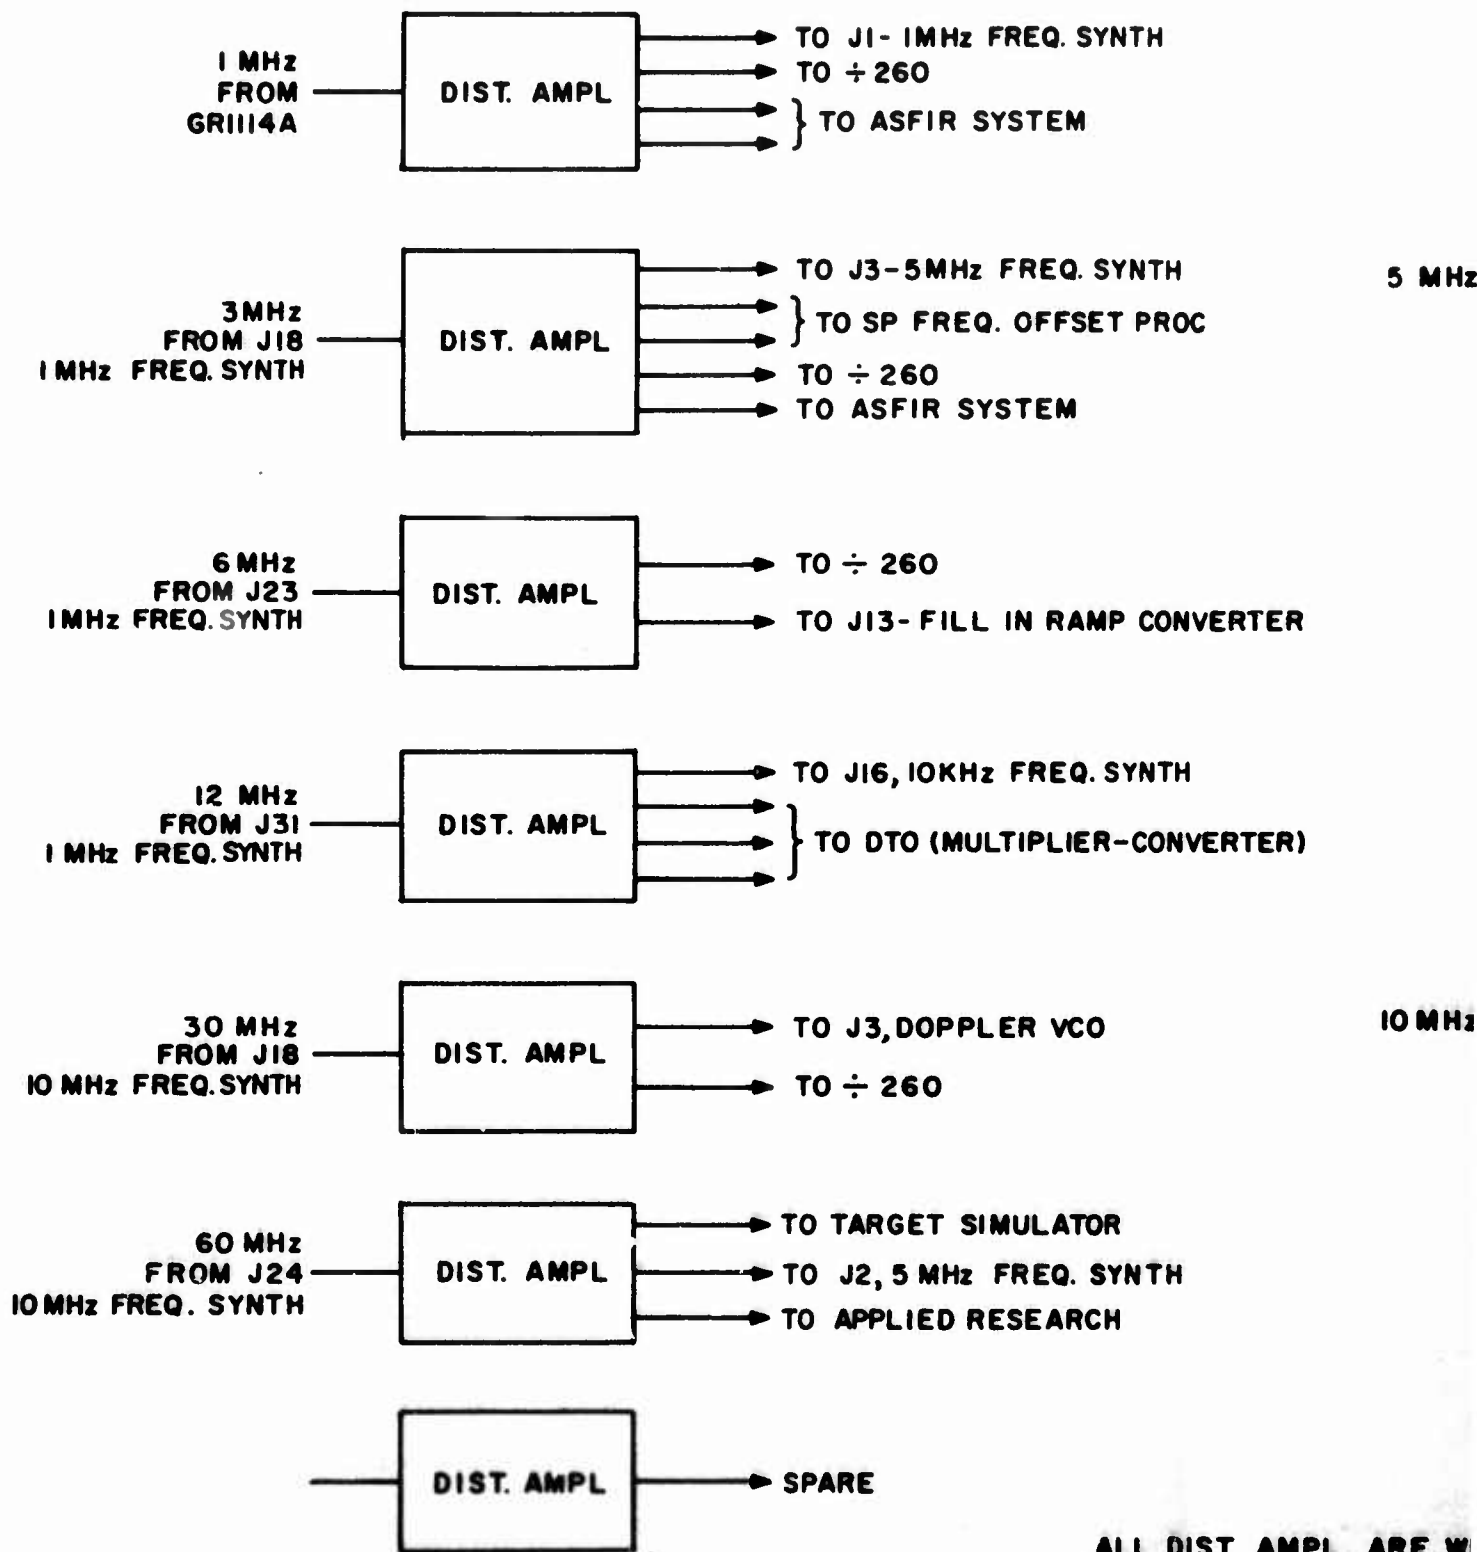 1 MHz
FROM
GR1114A
DIST. AMPL
TO J1- 1MHz FREQ. SYNTH
TO ÷ 260
TO ASFIR SYSTEM
3MHz
FROM J18
1 MHz FREQ. SYNTH
DIST. AMPL
TO J3-5MHz FREQ. SYNTH
TO SP FREQ. OFFSET PROC
TO ÷ 260
TO ASFIR SYSTEM
5 MHz
6 MHz
FROM J23
1MHz FREQ. SYNTH
DIST. AMPL
TO ÷ 260
TO J13- FILL IN RAMP CONVERTER
12 MHz
FROM J31
1 MHz FREQ. SYNTH
DIST. AMPL
TO J16, 10KHz FREQ. SYNTH
TO DTO (MULTIPLIER-CONVERTER)
30 MHz
FROM J18
10 MHz FREQ. SYNTH
DIST. AMPL
TO J3, DOPPLER VCO
TO ÷ 260
10 MHz
60 MHz
FROM J24
10MHz FREQ. SYNTH
DIST. AMPL
TO TARGET SIMULATOR
TO J2, 5 MHz FREQ. SYNTH
TO APPLIED RESEARCH
DIST. AMPL
SPARE
ALL DIST. AMPL. ARE